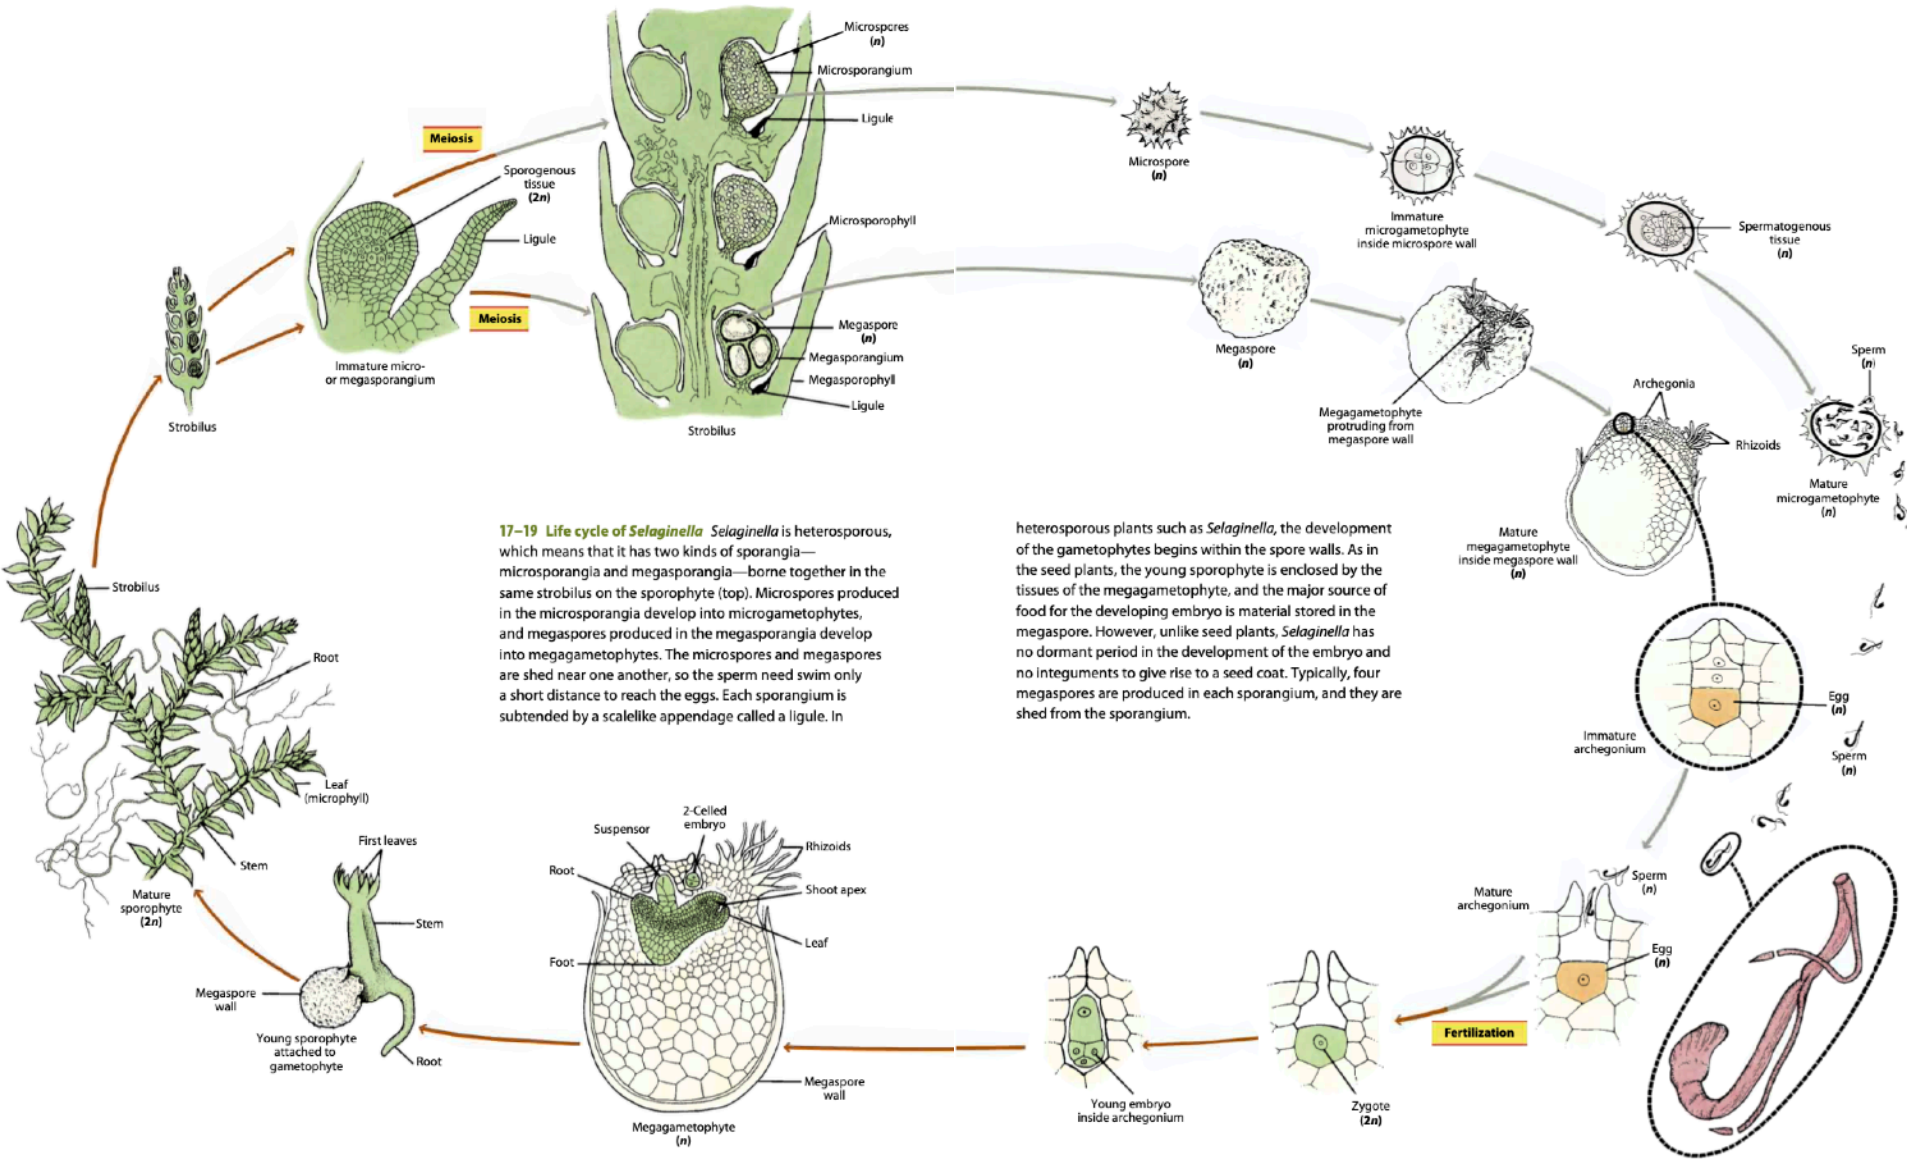 Microspores
(n)
Microsporangium
Ligule
Meiosis
Sporogenous
tissue
(2n)
Ligule
Microsporophyll
Meiosis
Immature micro-
or megasporangium
Megaspore
(n)
Megasporangium
Megasporophyll
Ligule
Strobilus
Strobilus
Microspore
(n)
Immature
microgametophyte
inside microspore wall
Spermatogenous
tissue
(n)
Megaspore
(n)
Megagametophyte
protruding from
megaspore wall
Archegonia
Rhizoids
Sperm
(n)
Mature
microgametophyte
(n)
Mature
megagametophyte
inside megaspore wall
(n)
17–19 Life cycle of Selaginella Selaginella is heterosporous,
which means that it has two kinds of sporangia—
microsporangia and megasporangia—borne together in the
same strobilus on the sporophyte (top). Microspores produced
in the microsporangia develop into microgametophytes,
and megaspores produced in the megasporangia develop
into megagametophytes. The microspores and megaspores
are shed near one another, so the sperm need swim only
a short distance to reach the eggs. Each sporangium is
subtended by a scalelike appendage called a ligule. In
heterosporous plants such as Selaginella, the development
of the gametophytes begins within the spore walls. As in
the seed plants, the young sporophyte is enclosed by the
tissues of the megagametophyte, and the major source of
food for the developing embryo is material stored in the
megaspore. However, unlike seed plants, Selaginella has
no dormant period in the development of the embryo and
no integuments to give rise to a seed coat. Typically, four
megaspores are produced in each sporangium, and they are
shed from the sporangium.
Strobilus
Root
Leaf
(microphyll)
Stem
Mature
sporophyte
(2n)
Egg
(n)
Immature
archegonium
Sperm
(n)
First leaves
Stem
Megaspore
wall
Young sporophyte
attached to
gametophyte
Root
Suspensor
2-Celled
embryo
Rhizoids
Root
Shoot apex
Leaf
Foot
Megaspore
wall
Megagametophyte
(n)
Young embryo
inside archegonium
Zygote
(2n)
Fertilization
Mature
archegonium
Sperm
(n)
Egg
(n)